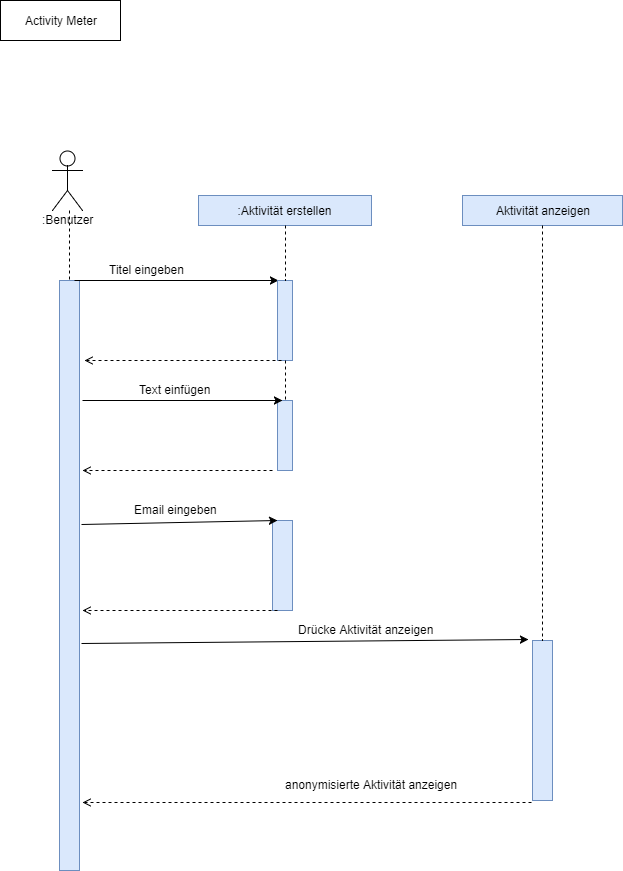 Activity Meter
:Benutzer
:Aktivität erstellen
Aktivität anzeigen
Titel eingeben
Text einfügen
Email eingeben
Drücke Aktivität anzeigen
anonymisierte Aktivität anzeigen